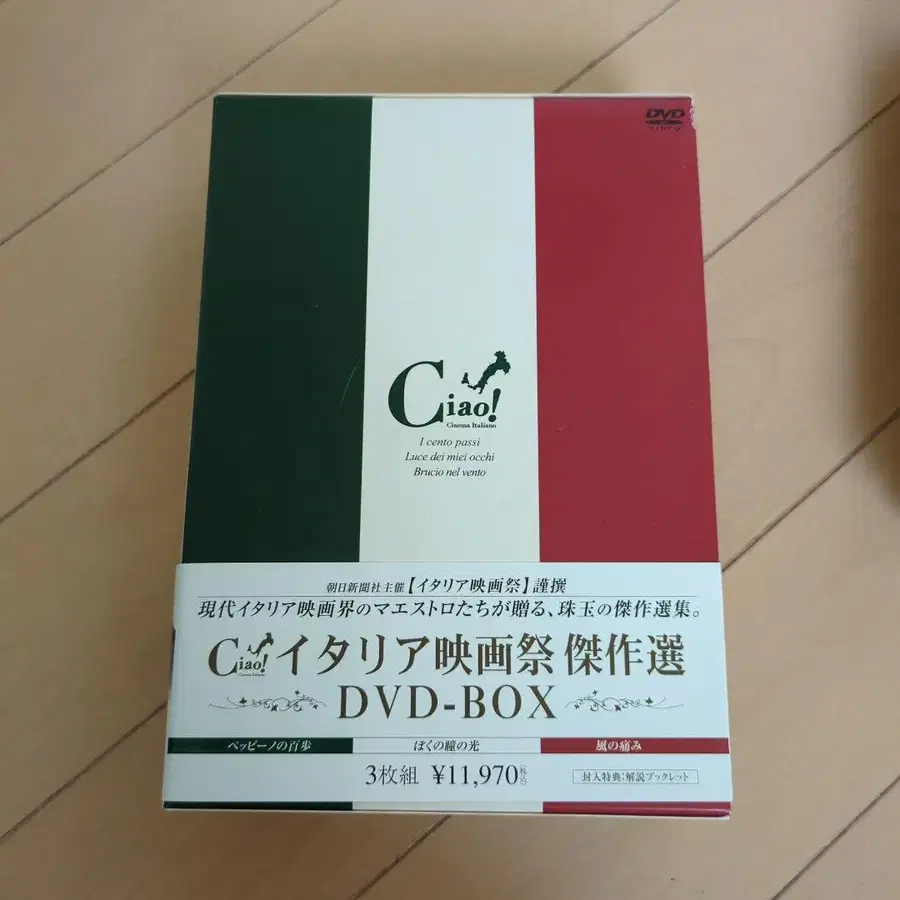 DVD
VIDEO
Ciao!
Cinema Italiano
I cento passi
Luce dei miei occhi
Brucio nel vento
朝日新聞社主催【イタリア映画祭】謹撰
現代イタリア映画界のマエストロたちが贈る、珠玉の傑作選集。
Ciao! イタリア映画祭 傑作選
Cinema Italiano
DVD-BOX
ペッピーノの百歩 ぼくの瞳の光 風の痛み
3枚組 ¥11,970(税込) 封入特典:解説ブックレット